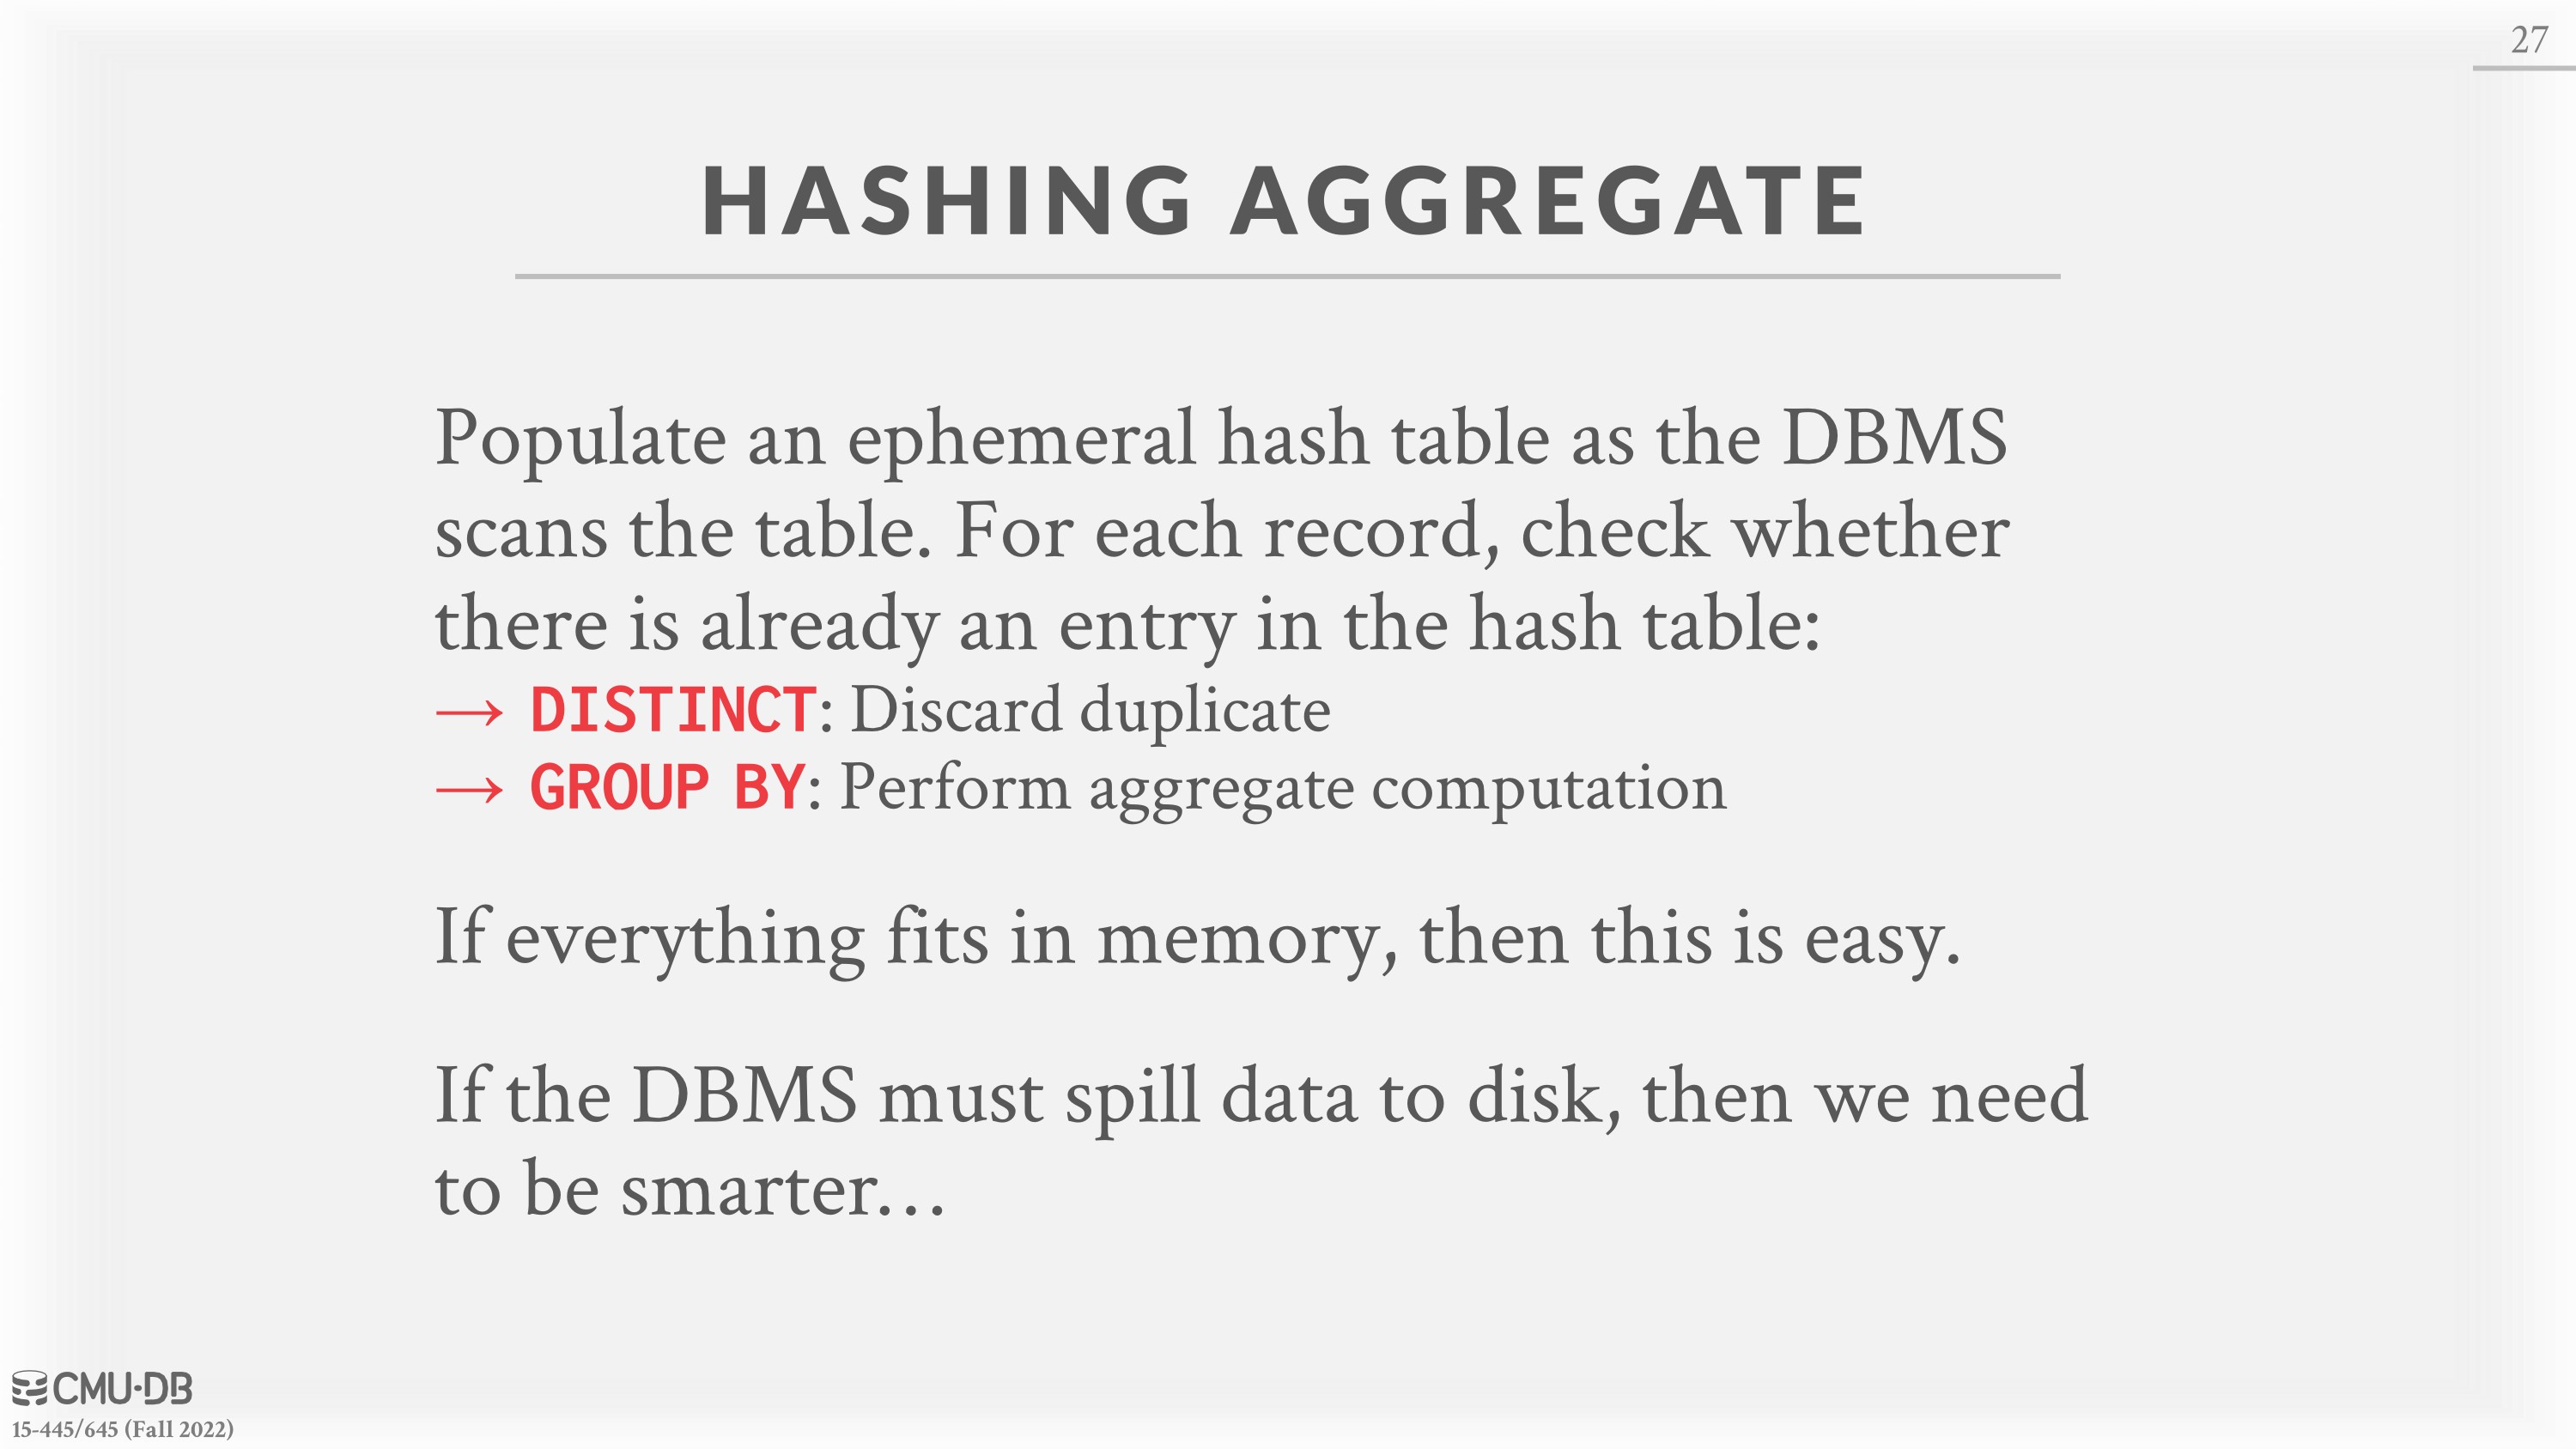 27
HASHING AGGREGATE
Populate an ephemeral hash table as the DBMS
scans the table. For each record, check whether
there is already an entry in the hash table:
→ DISTINCT: Discard duplicate
→ GROUP BY: Perform aggregate computation
If everything fits in memory, then this is easy.
If the DBMS must spill data to disk, then we need
to be smarter…
CMU·DB
15-445/645 (Fall 2022)